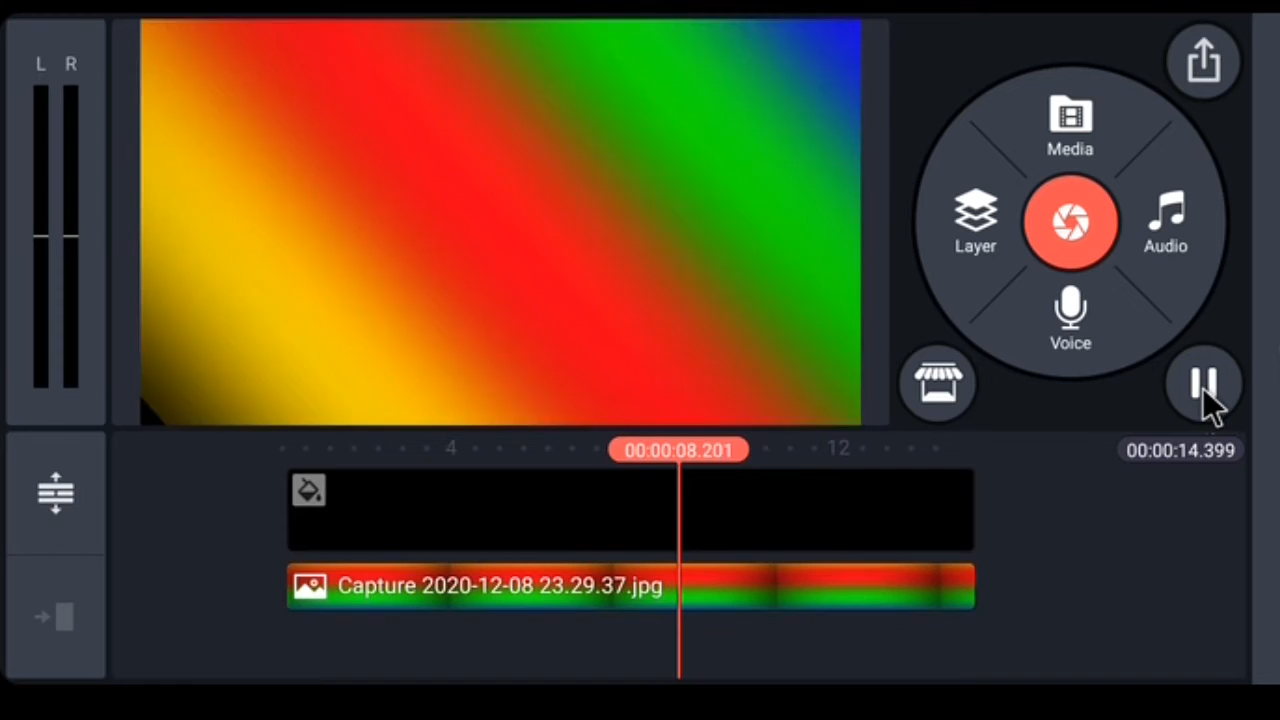 L R
Media
Layer
Audio
Voice
4
00:00:08.201
12
00:00:14.399
Capture 2020-12-08 23.29.37.jpg